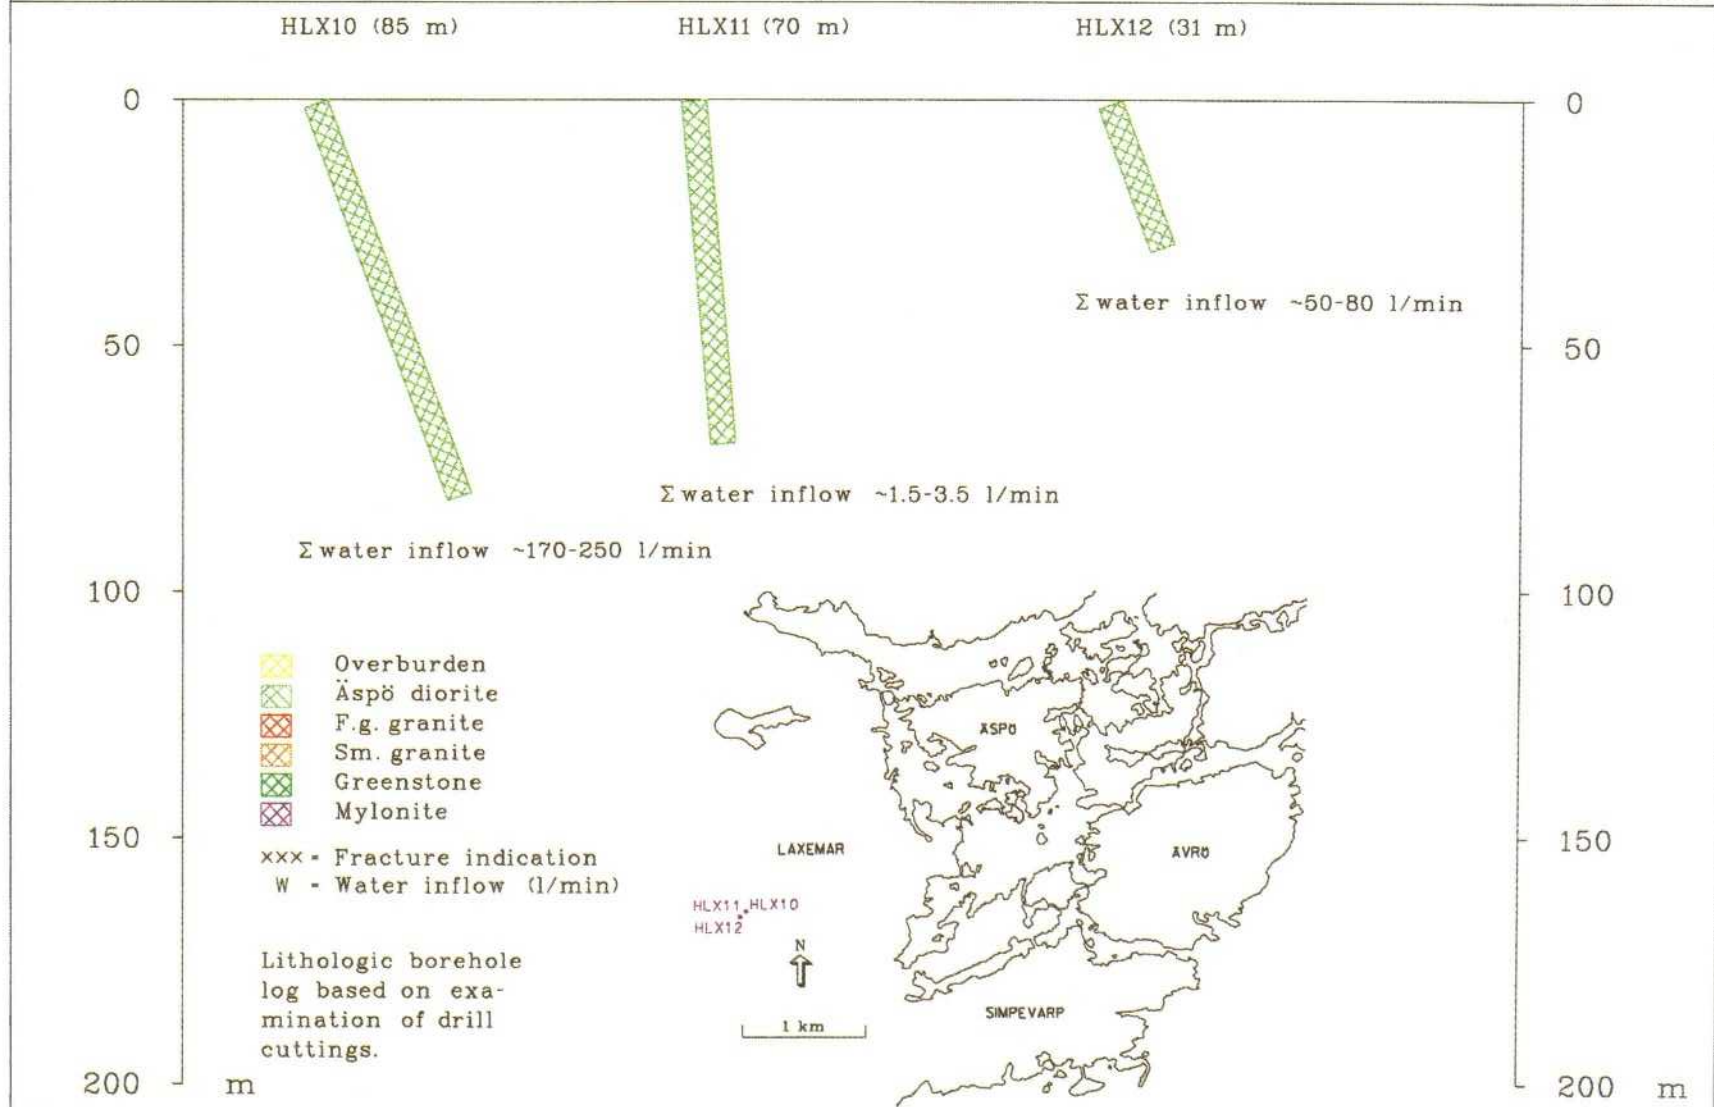 HLX10 (85 m)
HLX11 (70 m)
HLX12 (31 m)
0
0
Σ water inflow ~50-80 l/min
50
50
Σ water inflow ~1.5-3.5 l/min
Σ water inflow ~170-250 l/min
100
100
Overburden
Äspö diorite
F.g. granite
Sm. granite
Greenstone
Mylonite
××× - Fracture indication
W - Water inflow (l/min)
150
150
ÄSPÖ
LAXEMAR
ÄVRÖ
HLX11
HLX10
HLX12
N
1 km
SIMPEVARP
Lithologic borehole
log based on exa-
mination of drill
cuttings.
200 m
200 m